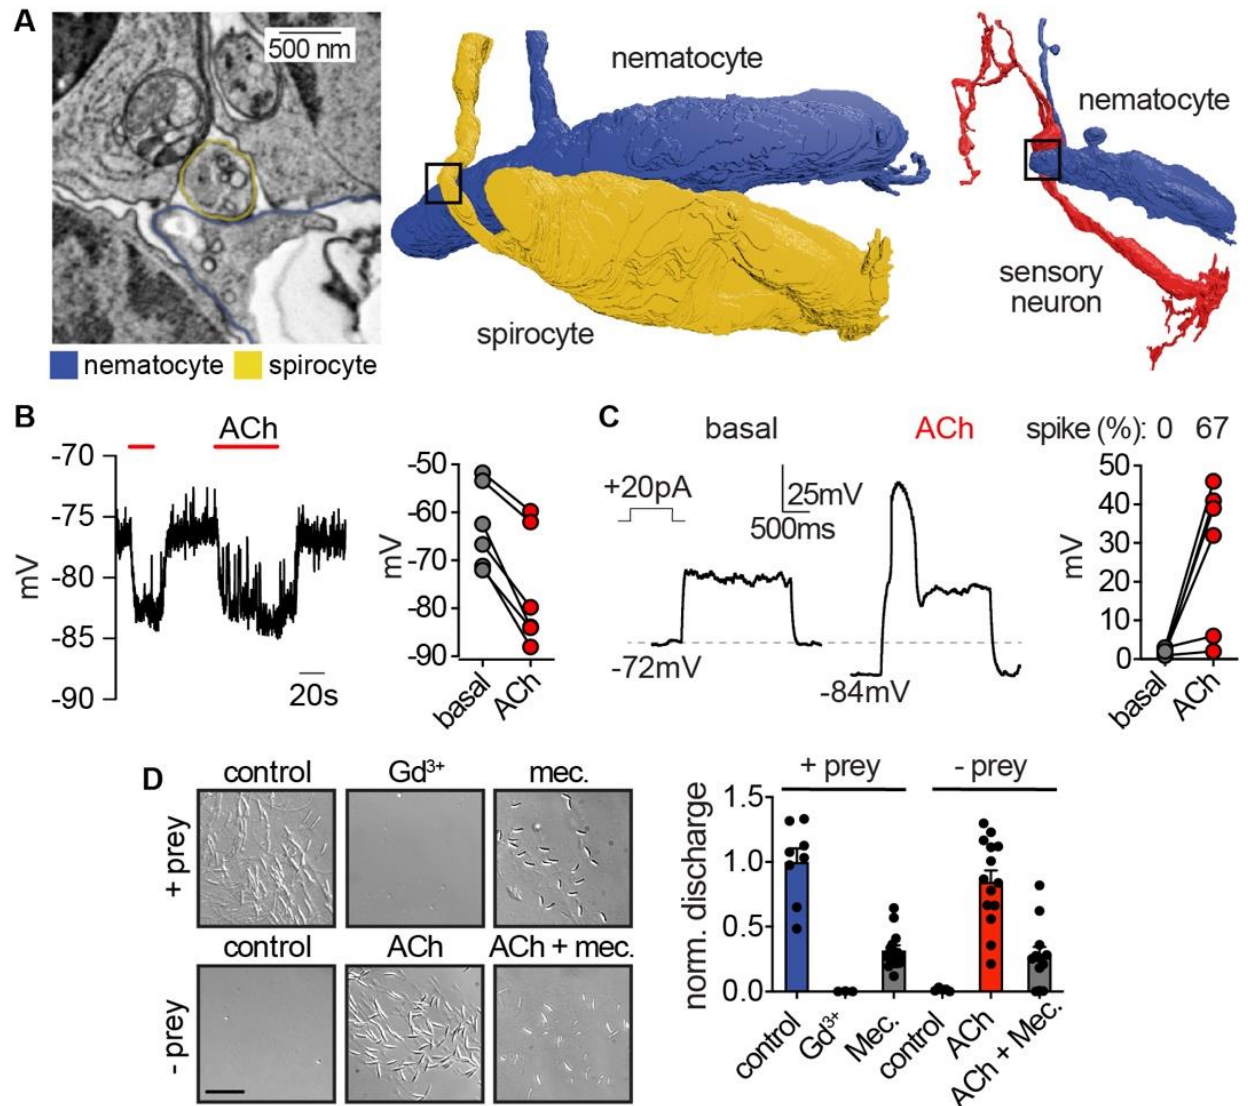 A
500 nm
nematocyte
spirocyte
nematocyte
sensory
neuron
nematocyte spirocyte
B
ACh
-70
-75
-80
-85
-90
mV
20s
-50
-60
-70
-80
-90
mV
basal
ACh
C
basal
ACh
spike (%): 0 67
+20pA
25mV
500ms
-72mV
-84mV
50
40
30
20
10
0
mV
basal
ACh
D
control Gd³⁺ mec.
+ prey
control ACh ACh + mec.
- prey
+ prey - prey
1.5
1.0
0.5
0.0
norm. discharge
control
Gd³⁺
Mec.
control
ACh
ACh + Mec.